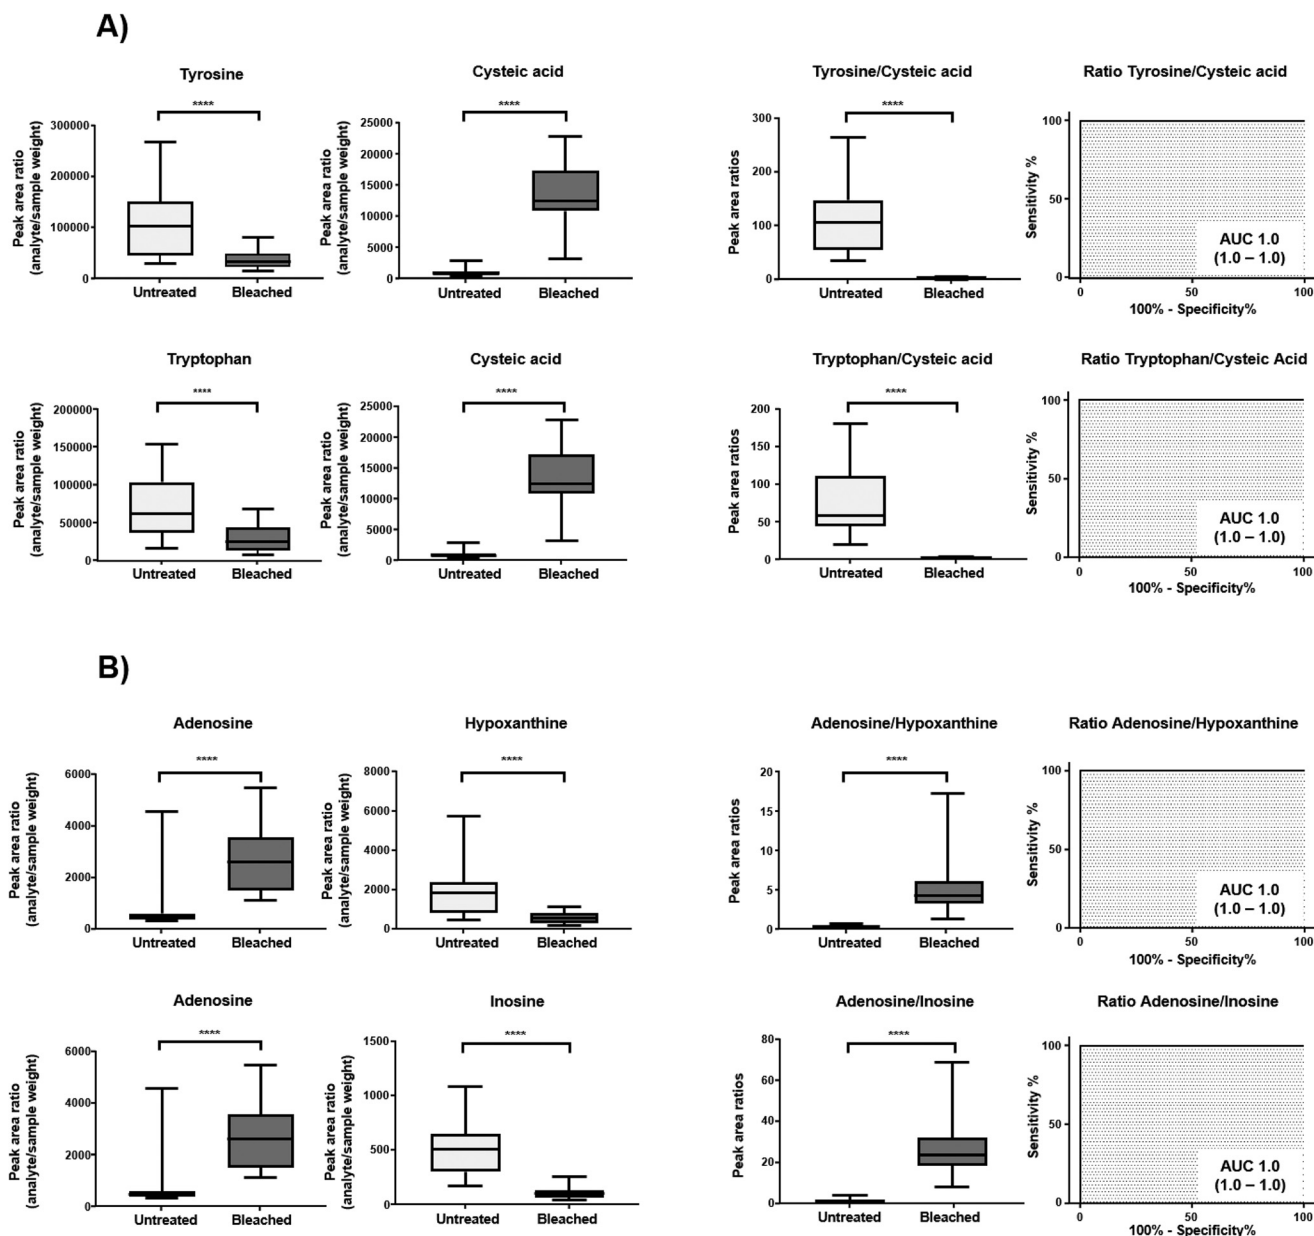 A)
Tyrosine
Cysteic acid
Tyrosine/Cysteic acid
Ratio Tyrosine/Cysteic acid
****
****
****
Peak area ratio
(analyte/sample weight)
300000
200000
100000
0
Untreated
Bleached
Peak area ratio
(analyte/sample weight)
25000
20000
15000
10000
5000
0
Untreated
Bleached
Peak area ratios
300
200
100
0
Untreated
Bleached
Sensitivity %
100
50
0
AUC 1.0
(1.0 – 1.0)
0
50
100
100% - Specificity%
Tryptophan
Cysteic acid
Tryptophan/Cysteic acid
Ratio Tryptophan/Cysteic Acid
****
****
****
Peak area ratio
(analyte/sample weight)
200000
150000
100000
50000
0
Untreated
Bleached
Peak area ratio
(analyte/sample weight)
25000
20000
15000
10000
5000
0
Untreated
Bleached
Peak area ratios
200
150
100
50
0
Untreated
Bleached
Sensitivity %
100
50
0
AUC 1.0
(1.0 – 1.0)
0
50
100
100% - Specificity%
B)
Adenosine
Hypoxanthine
Adenosine/Hypoxanthine
Ratio Adenosine/Hypoxanthine
****
****
****
Peak area ratio
(analyte/sample weight)
6000
4000
2000
0
Untreated
Bleached
Peak area ratio
(analyte/sample weight)
8000
6000
4000
2000
0
Untreated
Bleached
Peak area ratios
20
15
10
5
0
Untreated
Bleached
Sensitivity %
100
50
0
AUC 1.0
(1.0 – 1.0)
0
50
100
100% - Specificity%
Adenosine
Inosine
Adenosine/Inosine
Ratio Adenosine/Inosine
****
****
****
Peak area ratio
(analyte/sample weight)
6000
4000
2000
0
Untreated
Bleached
Peak area ratio
(analyte/sample weight)
1500
1000
500
0
Untreated
Bleached
Peak area ratios
80
60
40
20
0
Untreated
Bleached
Sensitivity %
100
50
0
AUC 1.0
(1.0 – 1.0)
0
50
100
100% - Specificity%